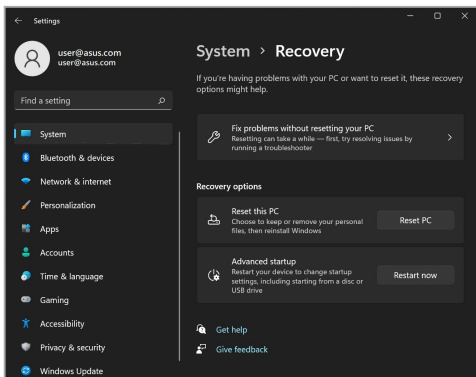 Settings
user@asus.com
user@asus.com
Find a setting
System
Bluetooth & devices
Network & internet
Personalization
Apps
Accounts
Time & language
Gaming
Accessibility
Privacy & security
Windows Update
System > Recovery
If you're having problems with your PC or want to reset it, these recovery
options might help.
Fix problems without resetting your PC
Resetting can take a while — first, try resolving issues by
running a troubleshooter
Recovery options
Reset this PC
Choose to keep or remove your personal
files, then reinstall Windows
Reset PC
Advanced startup
Restart your device to change startup
settings, including starting from a disc or
USB drive
Restart now
Get help
Give feedback